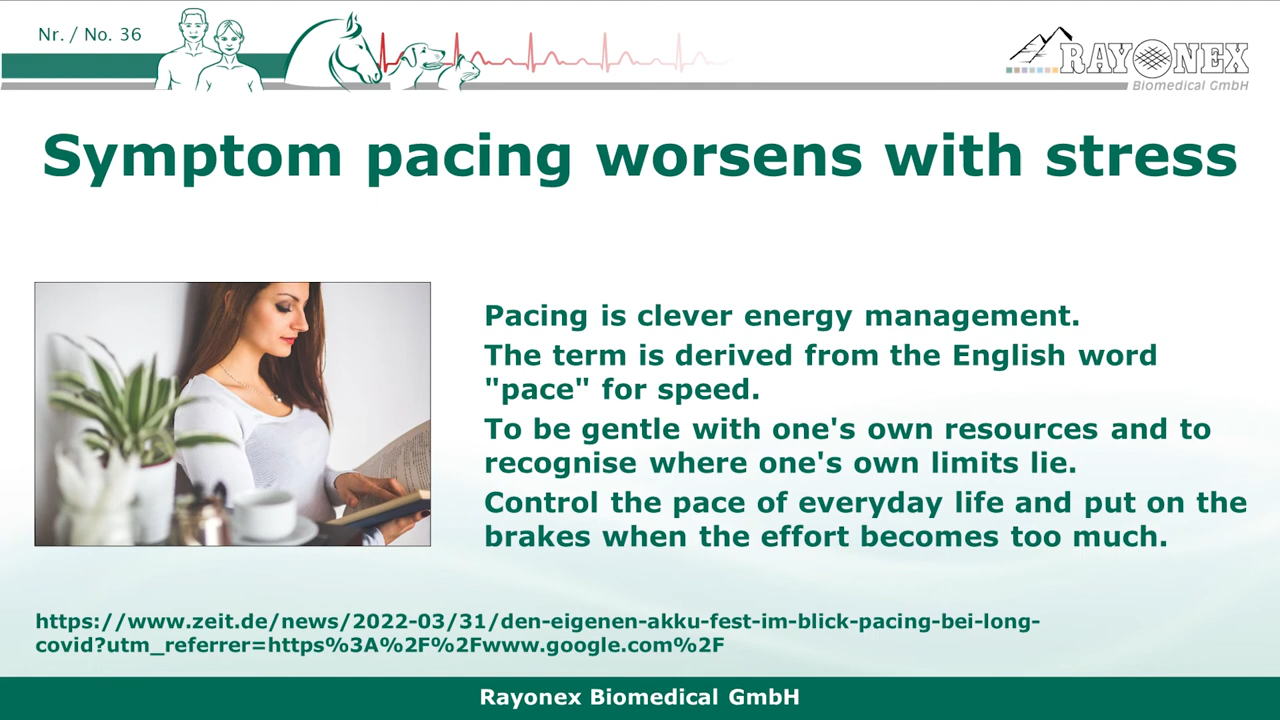 Nr. / No. 36
RAYONEX
Biomedical GmbH
Symptom pacing worsens with stress
Pacing is clever energy management.
The term is derived from the English word
"pace" for speed.
To be gentle with one's own resources and to
recognise where one's own limits lie.
Control the pace of everyday life and put on the
brakes when the effort becomes too much.
https://www.zeit.de/news/2022-03/31/den-eigenen-akku-fest-im-blick-pacing-bei-long-
covid?utm_referrer=https%3A%2F%2Fwww.google.com%2F
Rayonex Biomedical GmbH